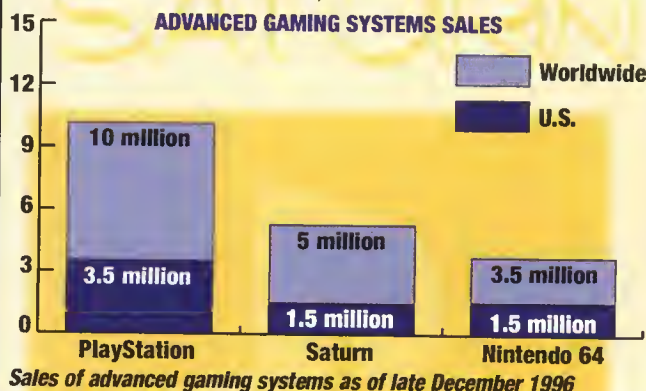 ADVANCED GAMING SYSTEMS SALES
15
12
9
6
3
0
Worldwide
U.S.
10 million
3.5 million
5 million
1.5 million
3.5 million
1.5 million
PlayStation
Saturn
Nintendo 64
Sales of advanced gaming systems as of late December 1996